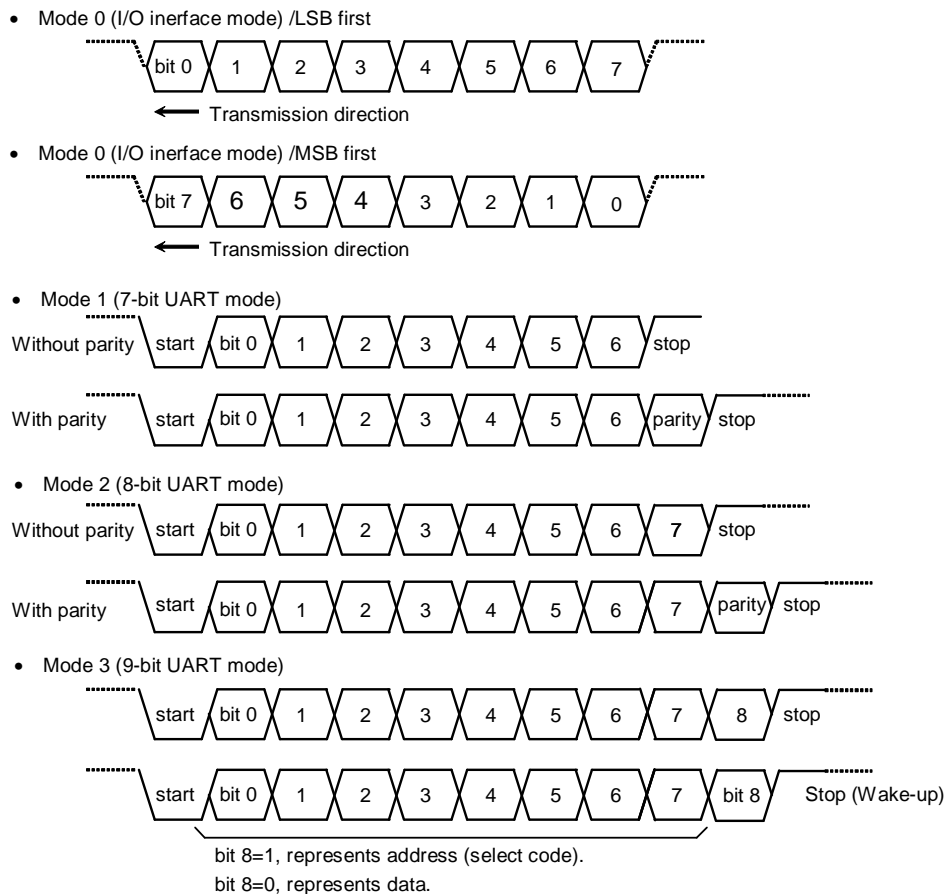 • Mode 0 (I/O inerface mode) /LSB first
bit 0 1 2 3 4 5 6 7
Transmission direction
• Mode 0 (I/O inerface mode) /MSB first
bit 7 6 5 4 3 2 1 0
Transmission direction
• Mode 1 (7-bit UART mode)
Without parity start bit 0 1 2 3 4 5 6 stop
With parity start bit 0 1 2 3 4 5 6 parity stop
• Mode 2 (8-bit UART mode)
Without parity start bit 0 1 2 3 4 5 6 7 stop
With parity start bit 0 1 2 3 4 5 6 7 parity stop
• Mode 3 (9-bit UART mode)
start bit 0 1 2 3 4 5 6 7 8 stop
start bit 0 1 2 3 4 5 6 7 bit 8 Stop (Wake-up)
bit 8=1, represents address (select code).
bit 8=0, represents data.